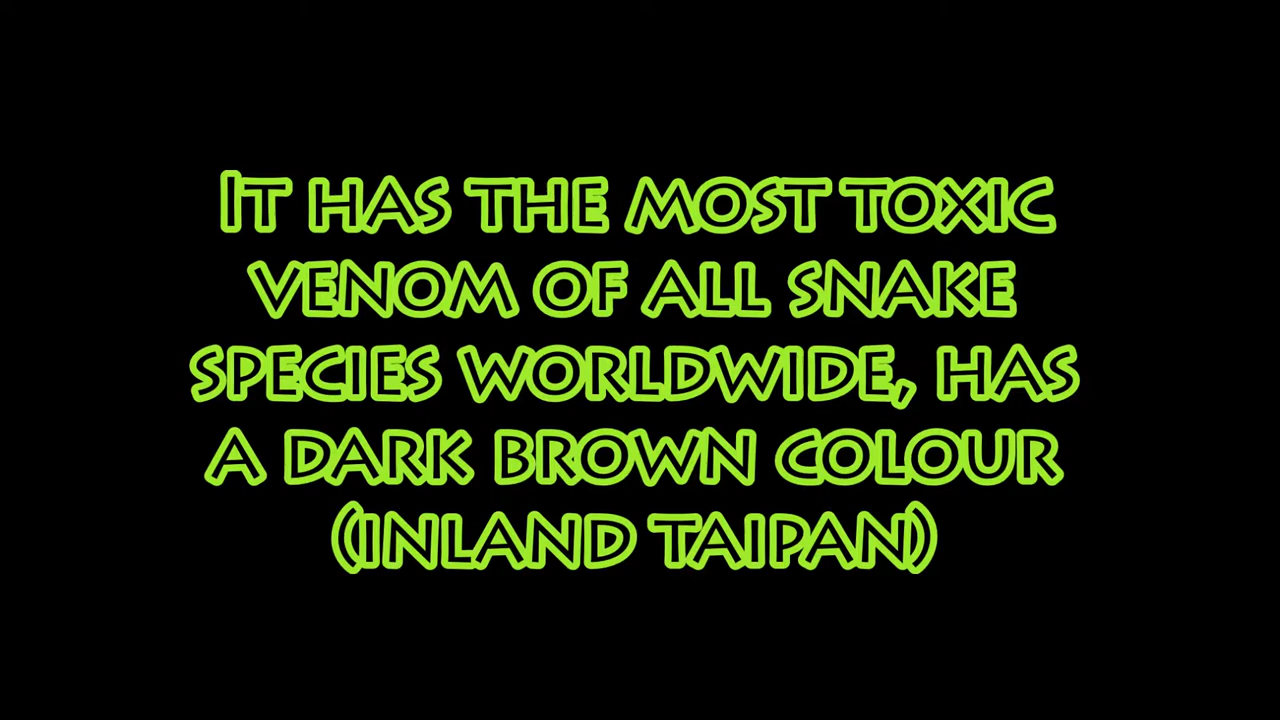 It has the most toxic
venom of all snake
species worldwide, has
a dark brown colour
(inland taipan)